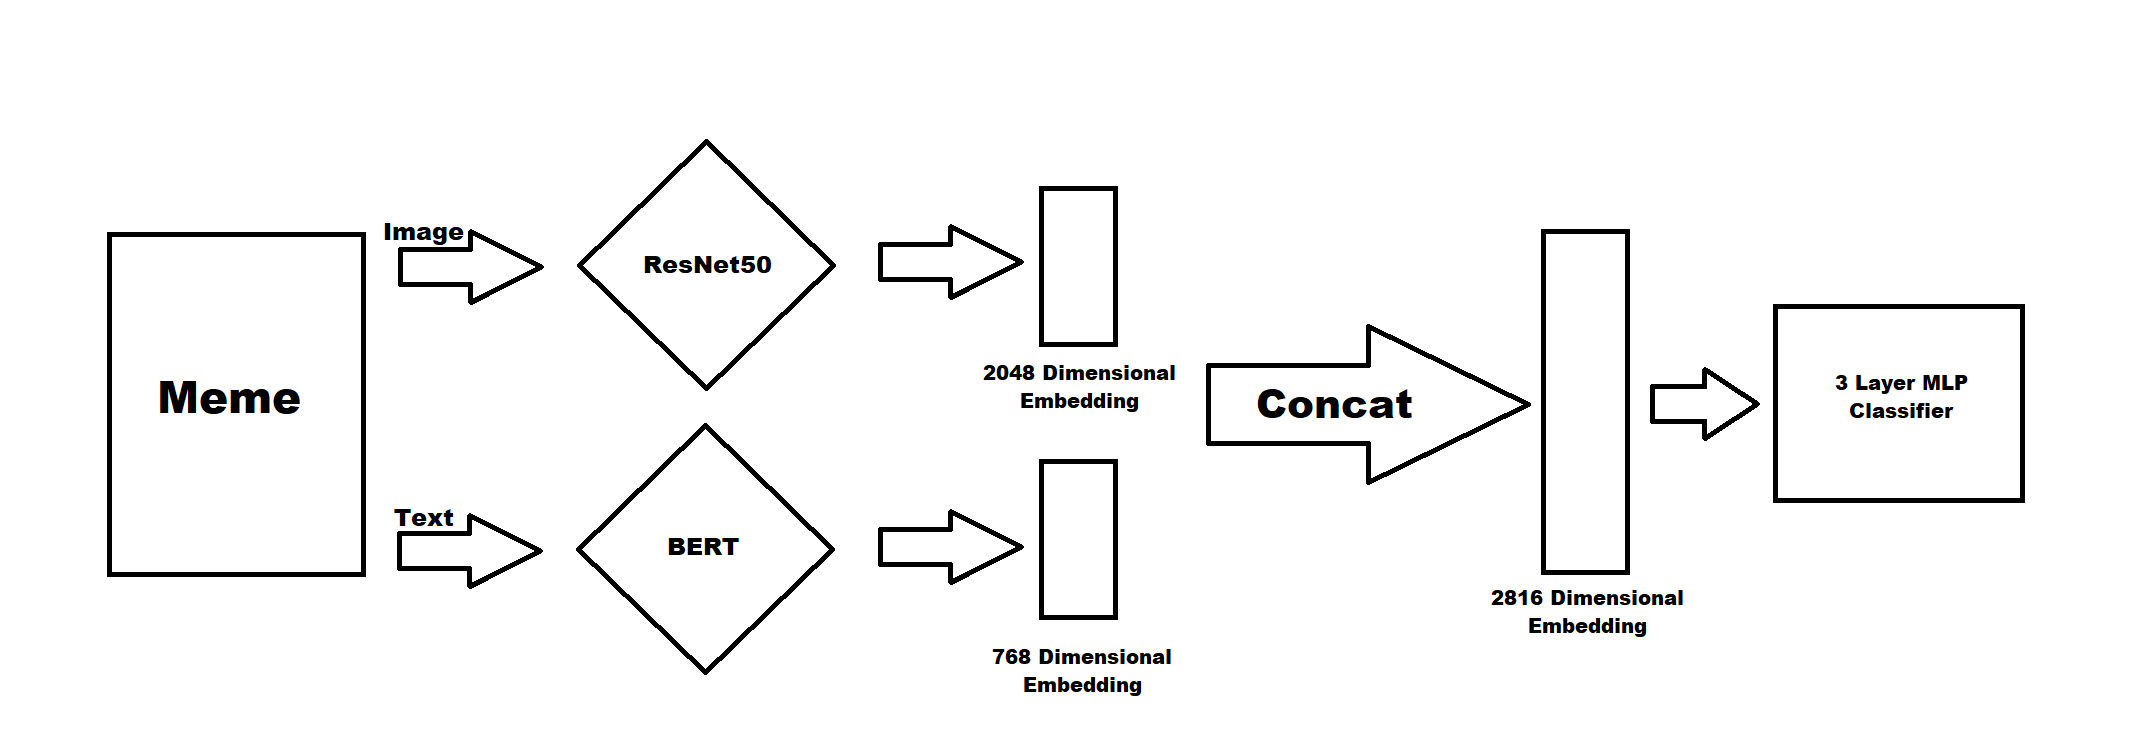 Meme
Image
ResNet50
2048 Dimensional
Embedding
Text
BERT
768 Dimensional
Embedding
Concat
2816 Dimensional
Embedding
3 Layer MLP
Classifier